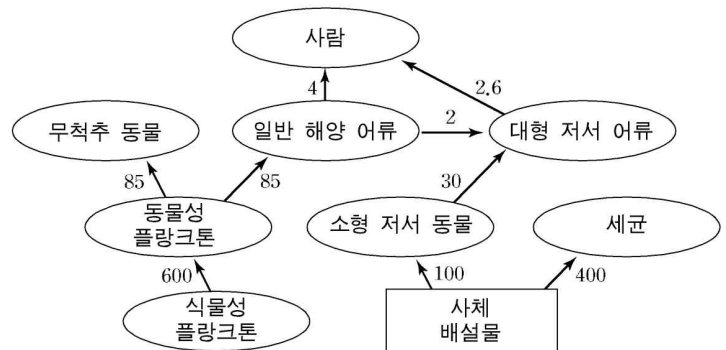 사람
4
2.6
무척추 동물
일반 해양 어류
2
대형 저서 어류
85
85
30
동물성
플랑크톤
소형 저서 동물
세균
600
100
400
식물성
플랑크톤
사체
배설물